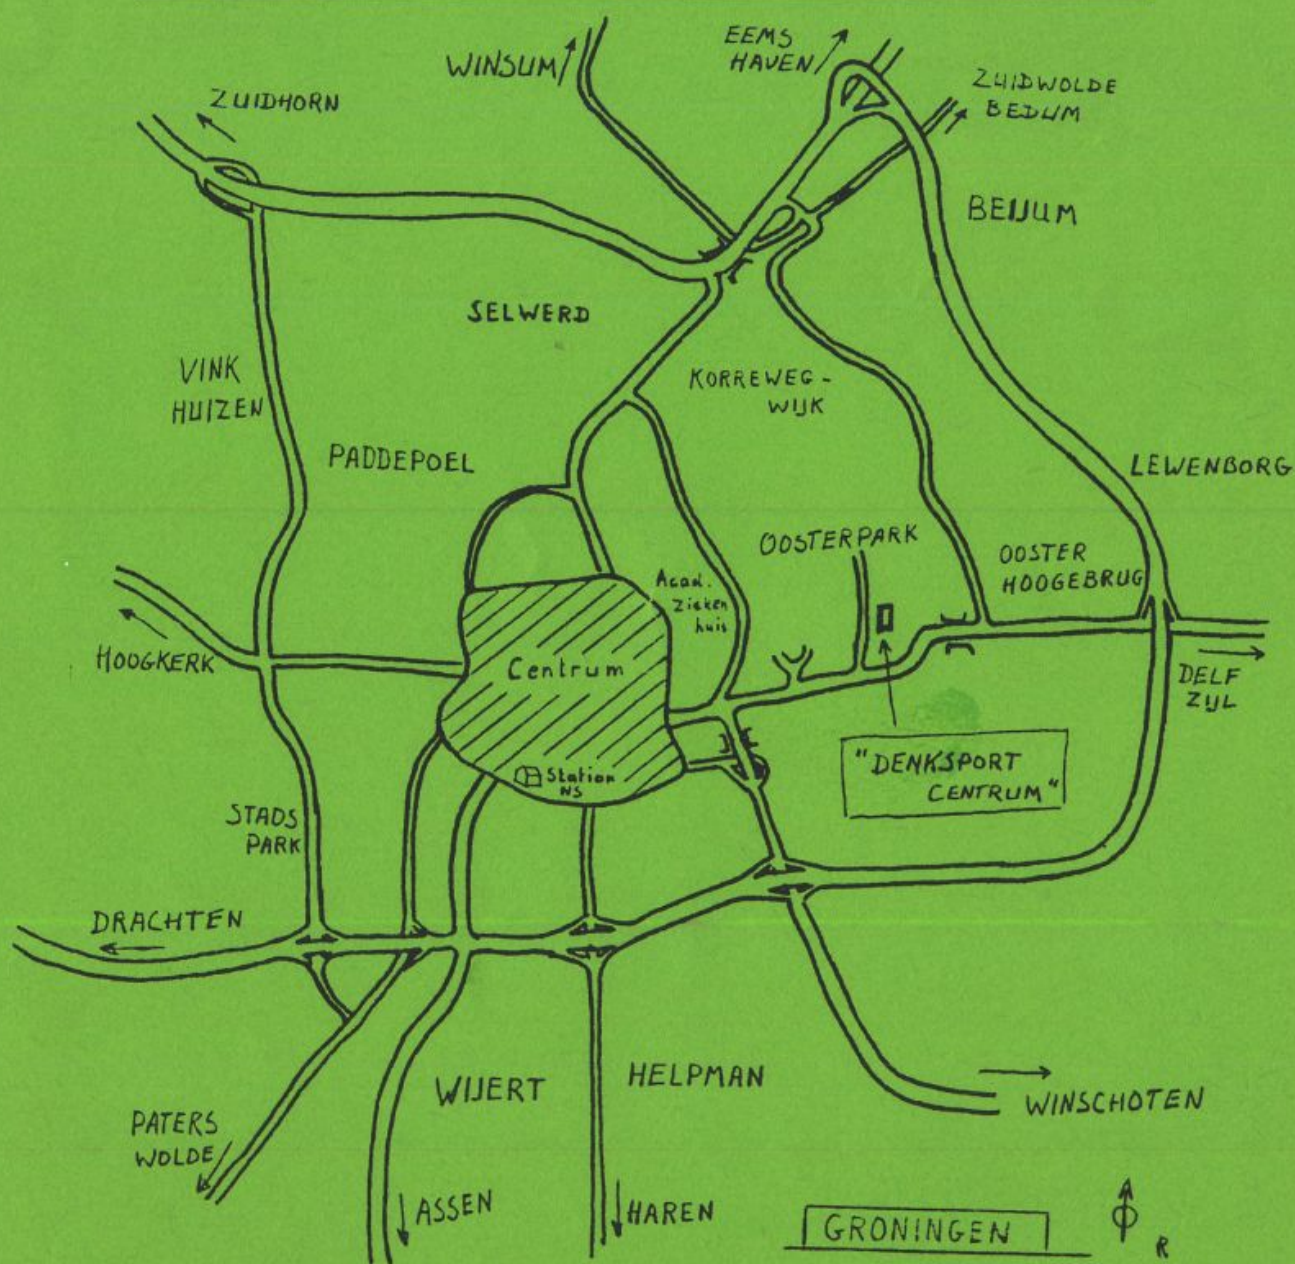 EEMS
HAVEN
WINSUM
ZUIDWOLDE
BEDUM
ZUIDHORN
BEIJUM
SELWERD
VINK
HUIZEN
KORREWEG-
WIJK
PADDEPOEL
LEWENBORG
OOSTERPARK
OOSTER
HOOGEBRUG
Acad.
Zieken
huis
HOOGKERK
Centrum
DELF
ZIJL
"DENKSPORT
CENTRUM"
Station
NS
STADS
PARK
DRACHTEN
WIJERT
HELPMAN
WINSCHOTEN
PATERS
WOLDE
ASSEN
HAREN
GRONINGEN
R